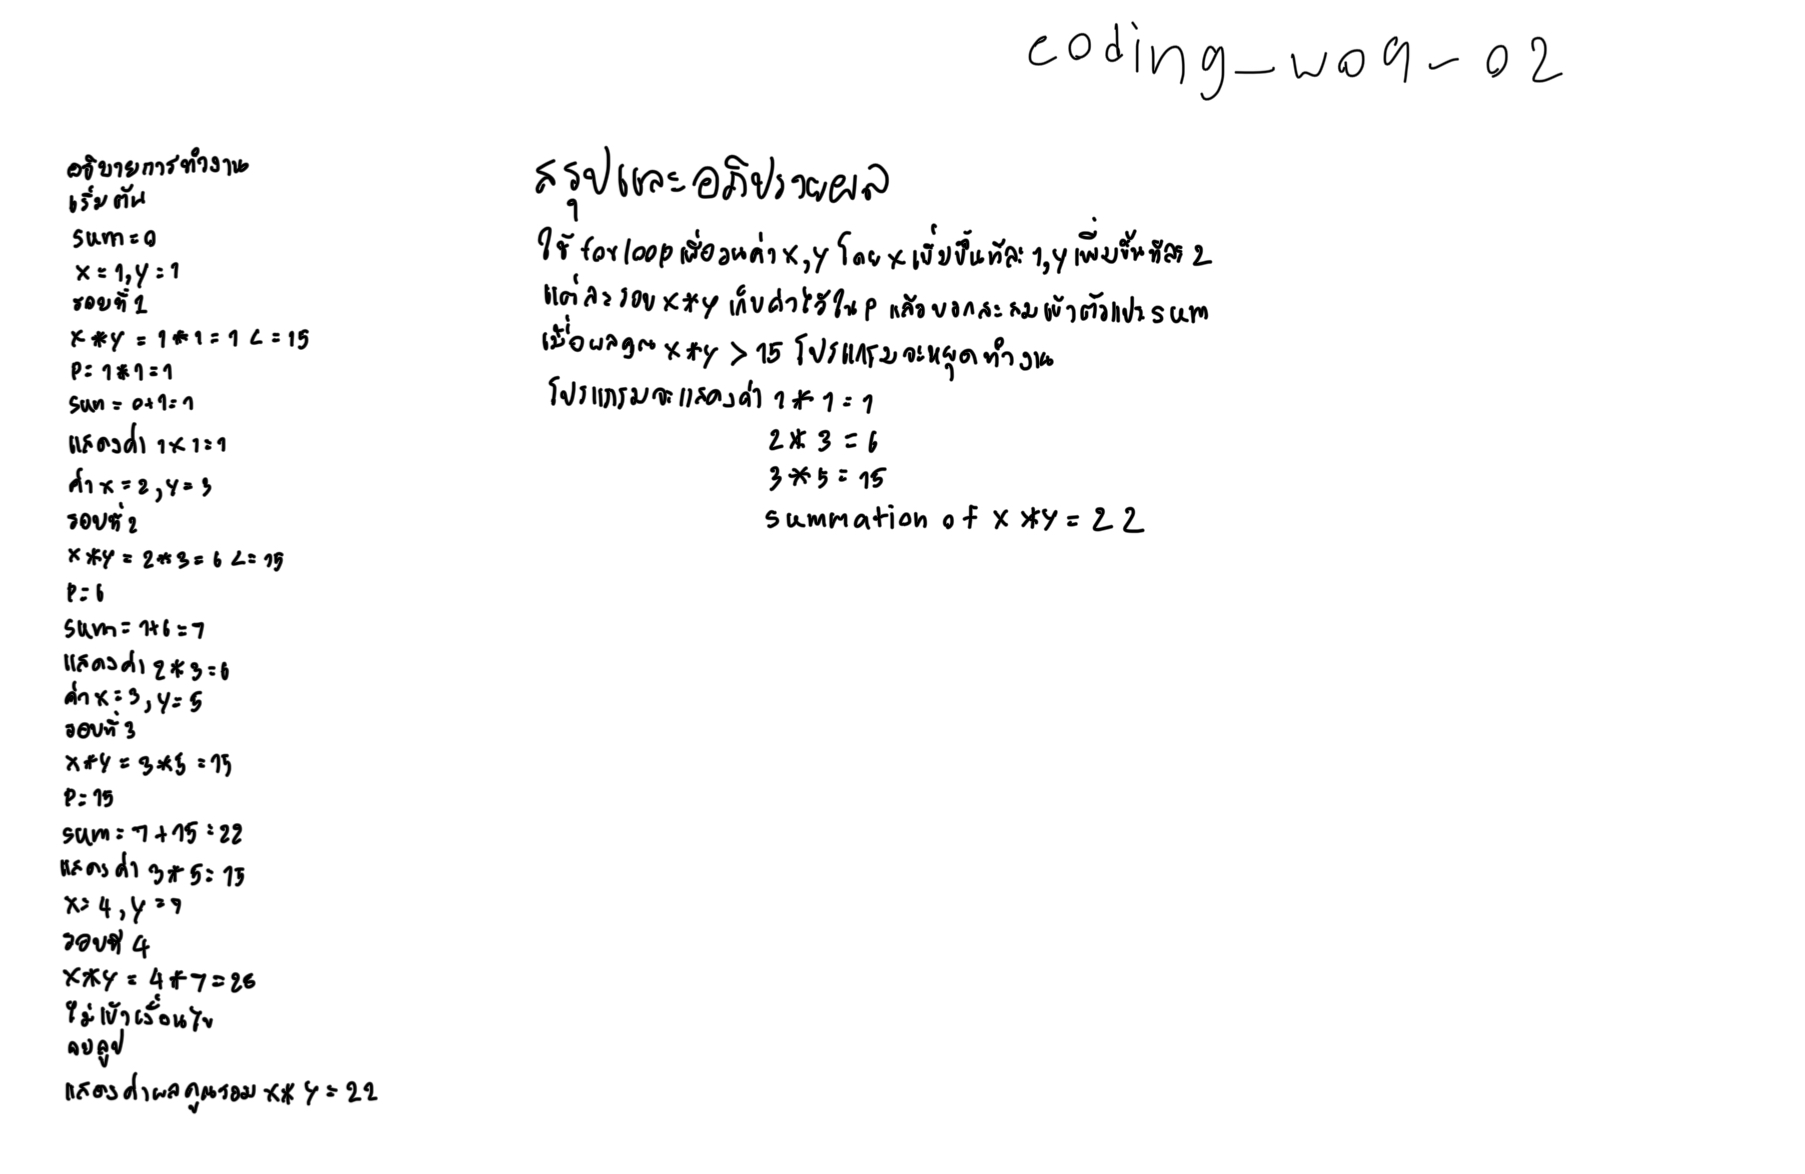 coding_w09-02
อธิบายการทำงาน
เริ่มต้น
sum=0
x=1,y=1
รอบที่1
x*y=1*1=1<=15
P=1*1=1
sum=0+1=1
แสดงค่า 1x1=1
ค่า x=2,y=3
รอบที่2
x*y=2*3=6<=15
P=6
sum=1+6=7
แสดงค่า 2*3=6
ค่า x=3,y=5
รอบที่3
x*y=3*5=15
P=15
sum=7+15=22
แสดงค่า 3*5=15
x=4,y=7
รอบที่ 4
x*y=4*7=28
ไม่เข้าเงื่อนไข
จบลูป
แสดงค่าผลคูณรวม x*y=22
สรุปและอภิปรายผล
ใช้ for loop เพื่อวนค่า x,y โดย x เพิ่มขึ้นทีละ 1,y เพิ่มขึ้นทีละ 2
แต่ละรอบ x*y เก็บค่าไว้ใน P แล้วบวกสะสมเข้าตัวแปร sum
เมื่อผลคูณ x*y > 15 โปรแกรมจะหยุดทำงาน
โปรแกรมจะแสดงค่า 1*1=1
2*3=6
3*5=15
summation of x*y=22